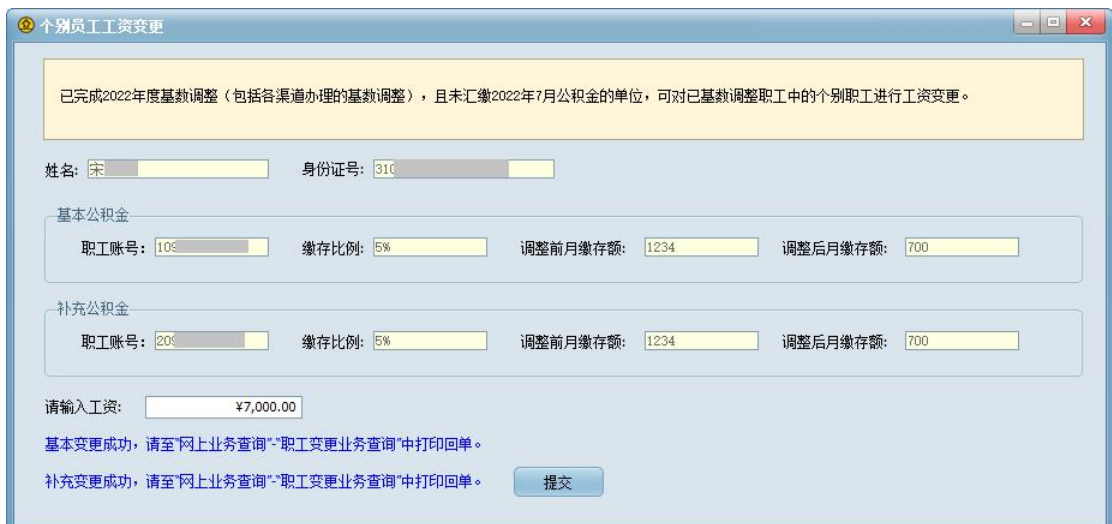 个别员工工资变更
已完成2022年度基数调整（包括各渠道办理的基数调整），且未汇缴2022年7月公积金的单位，可对已基数调整职工中的个别职工进行工资变更。
姓名: 宋 身份证号: 310
基本公积金
职工账号: 109 缴存比例: 5% 调整前月缴存额: 1234 调整后月缴存额: 700
补充公积金
职工账号: 209 缴存比例: 5% 调整前月缴存额: 1234 调整后月缴存额: 700
请输入工资: ¥7,000.00
基本变更成功，请至"网上业务查询"-"职工变更业务查询"中打印回单。
补充变更成功，请至"网上业务查询"-"职工变更业务查询"中打印回单。 提交